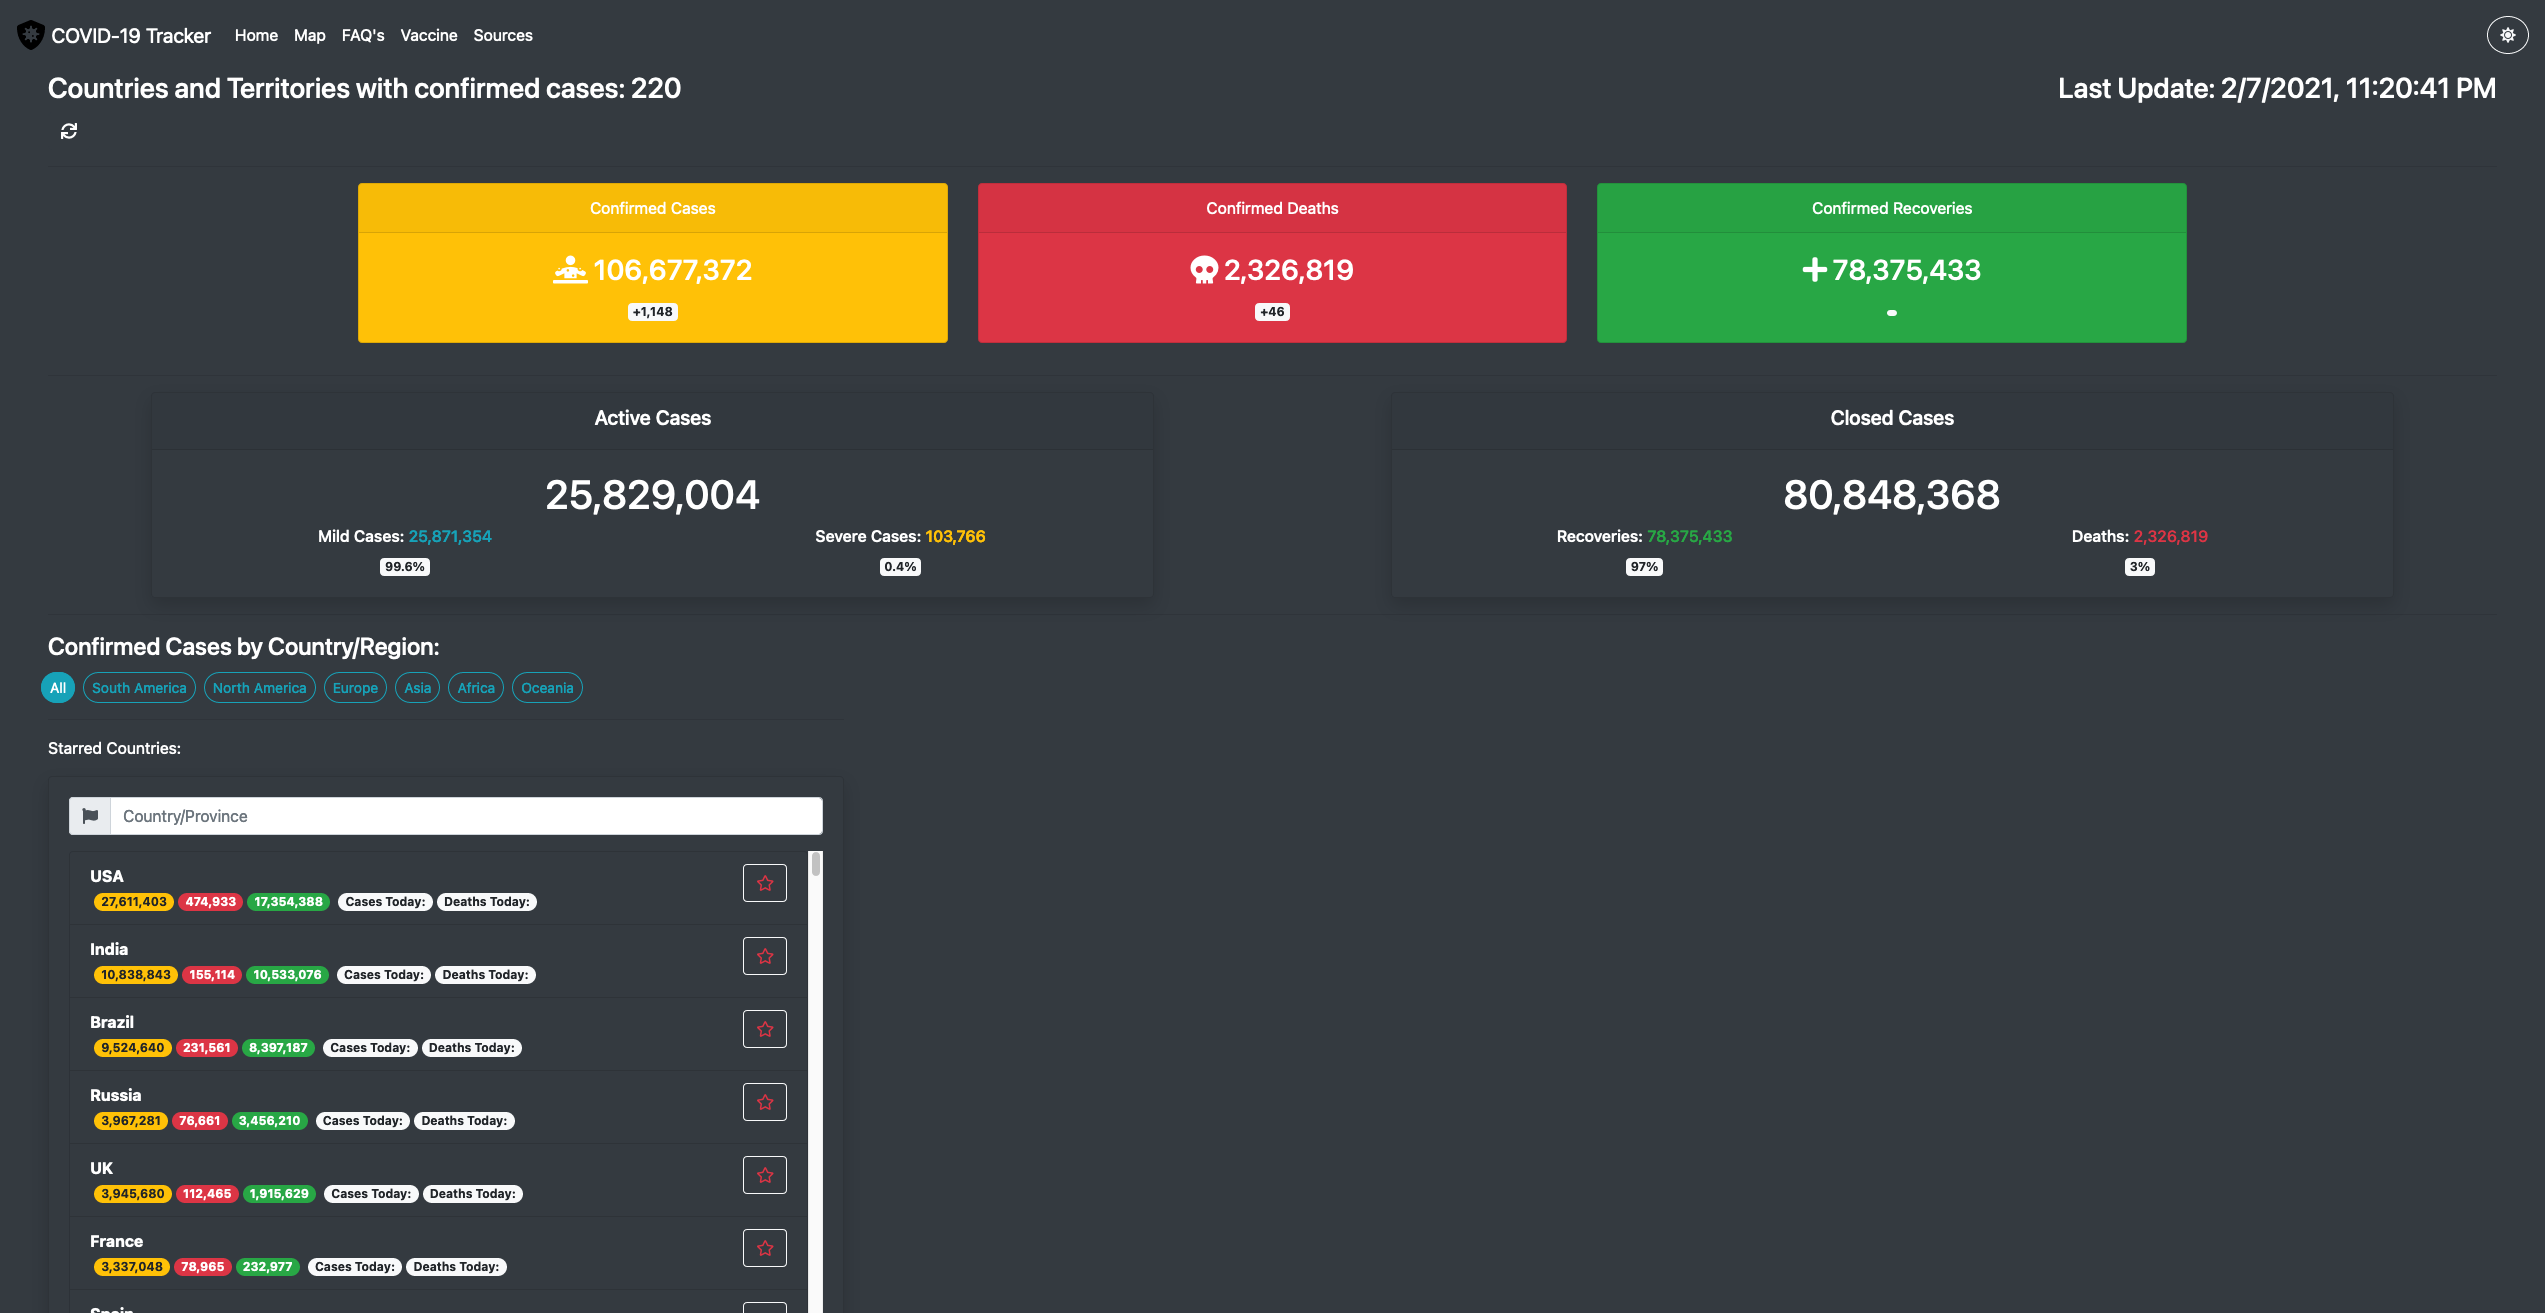 COVID-19 Tracker Home Map FAQ's Vaccine Sources
Countries and Territories with confirmed cases: 220
Last Update: 2/7/2021, 11:20:41 PM
Confirmed Cases
106,677,372
+1,148
Confirmed Deaths
2,326,819
+46
Confirmed Recoveries
78,375,433
Active Cases
25,829,004
Mild Cases: 25,871,354
99.6%
Severe Cases: 103,766
0.4%
Closed Cases
80,848,368
Recoveries: 78,375,433
97%
Deaths: 2,326,819
3%
Confirmed Cases by Country/Region:
All South America North America Europe Asia Africa Oceania
Starred Countries:
Country/Province
USA
27,611,403 474,933 17,354,388 Cases Today: Deaths Today:
India
10,838,843 155,114 10,533,076 Cases Today: Deaths Today:
Brazil
9,524,640 231,561 8,397,187 Cases Today: Deaths Today:
Russia
3,967,281 76,661 3,456,210 Cases Today: Deaths Today:
UK
3,945,680 112,465 1,915,629 Cases Today: Deaths Today:
France
3,337,048 78,965 232,977 Cases Today: Deaths Today:
Spain